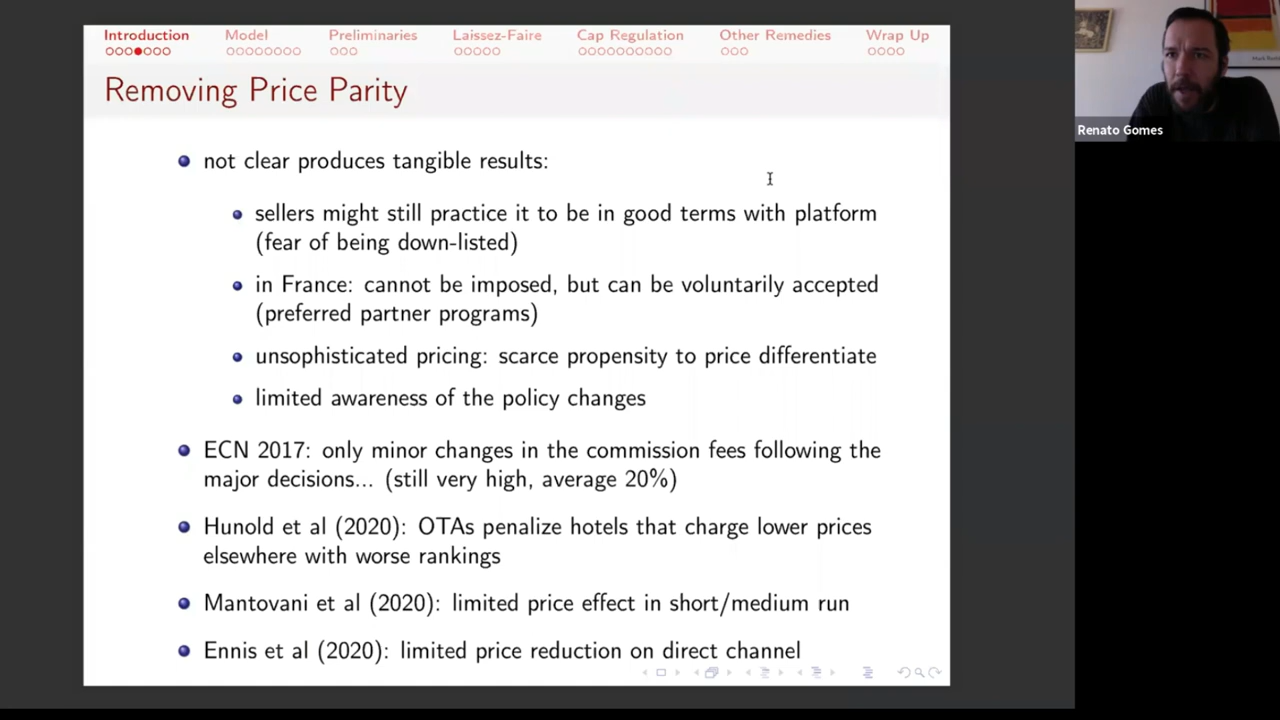 Introduction Model Preliminaries Laissez-Faire Cap Regulation Other Remedies Wrap Up
Removing Price Parity
not clear produces tangible results:
sellers might still practice it to be in good terms with platform
(fear of being down-listed)
in France: cannot be imposed, but can be voluntarily accepted
(preferred partner programs)
unsophisticated pricing: scarce propensity to price differentiate
limited awareness of the policy changes
ECN 2017: only minor changes in the commission fees following the
major decisions... (still very high, average 20%)
Hunold et al (2020): OTAs penalize hotels that charge lower prices
elsewhere with worse rankings
Mantovani et al (2020): limited price effect in short/medium run
Ennis et al (2020): limited price reduction on direct channel
Renato Gomes